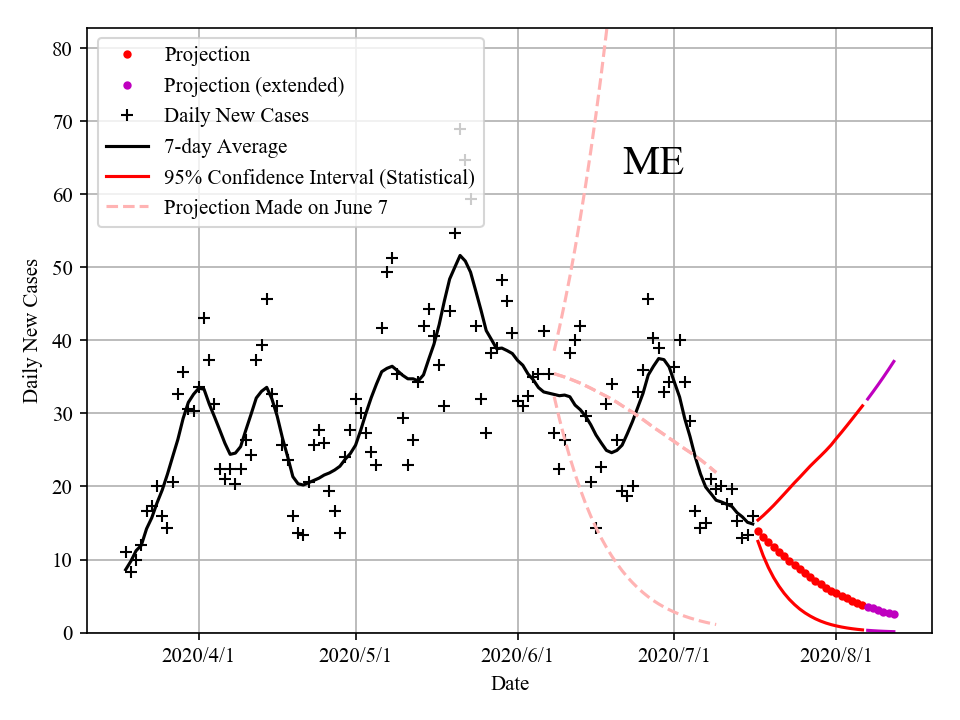 80
70
60
50
40
30
20
10
0
Daily New Cases
Projection
Projection (extended)
Daily New Cases
7-day Average
95% Confidence Interval (Statistical)
Projection Made on June 7
ME
2020/4/1
2020/5/1
2020/6/1
2020/7/1
2020/8/1
Date